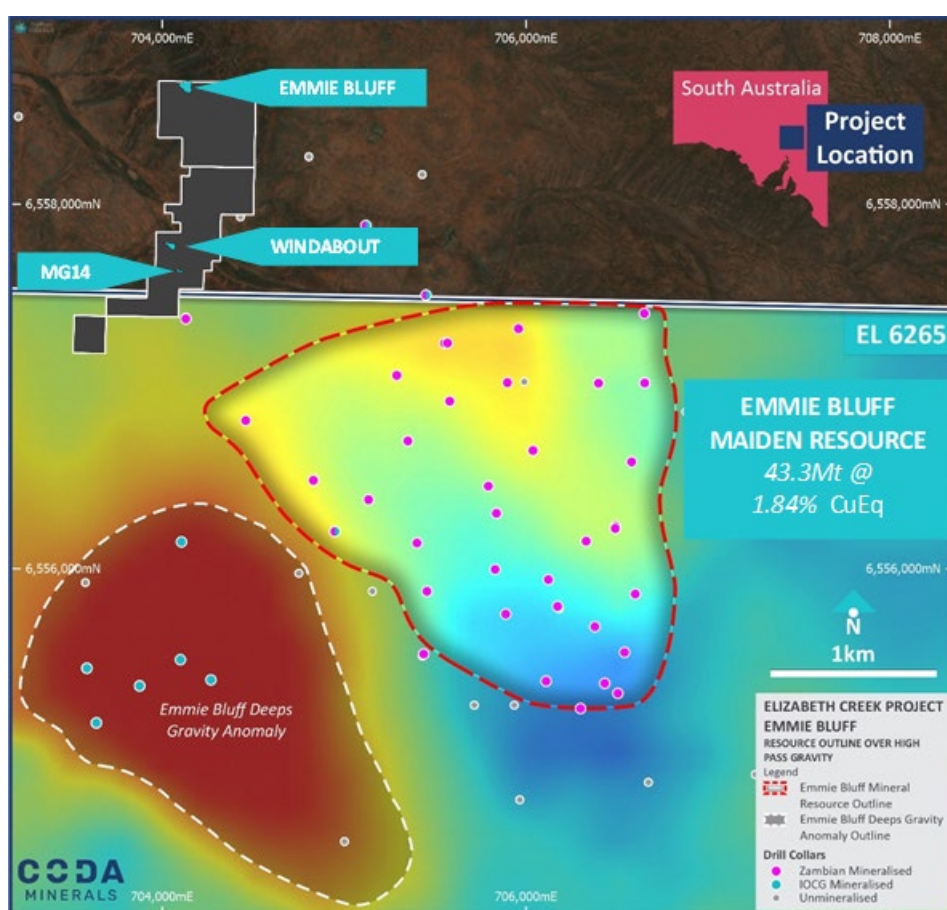 704,000mE
706,000mE
708,000mE
EMMIE BLUFF
South Australia
Project
Location
6,558,000mN
6,558,000mN
WINDABOUT
MG14
EL 6265
EMMIE BLUFF
MAIDEN RESOURCE
43.3Mt @
1.84% CuEq
6,556,000mN
6,556,000mN
N
1km
Emmie Bluff Deeps
Gravity Anomaly
ELIZABETH CREEK PROJECT
EMMIE BLUFF
RESOURCE OUTLINE OVER HIGH
PASS GRAVITY
Legend
Emmie Bluff Mineral
Resource Outline
Emmie Bluff Deeps Gravity
Anomaly Outline
Drill Collars
Zambian Mineralised
IOCG Mineralised
Unmineralised
CODA
MINERALS
704,000mE
706,000mE